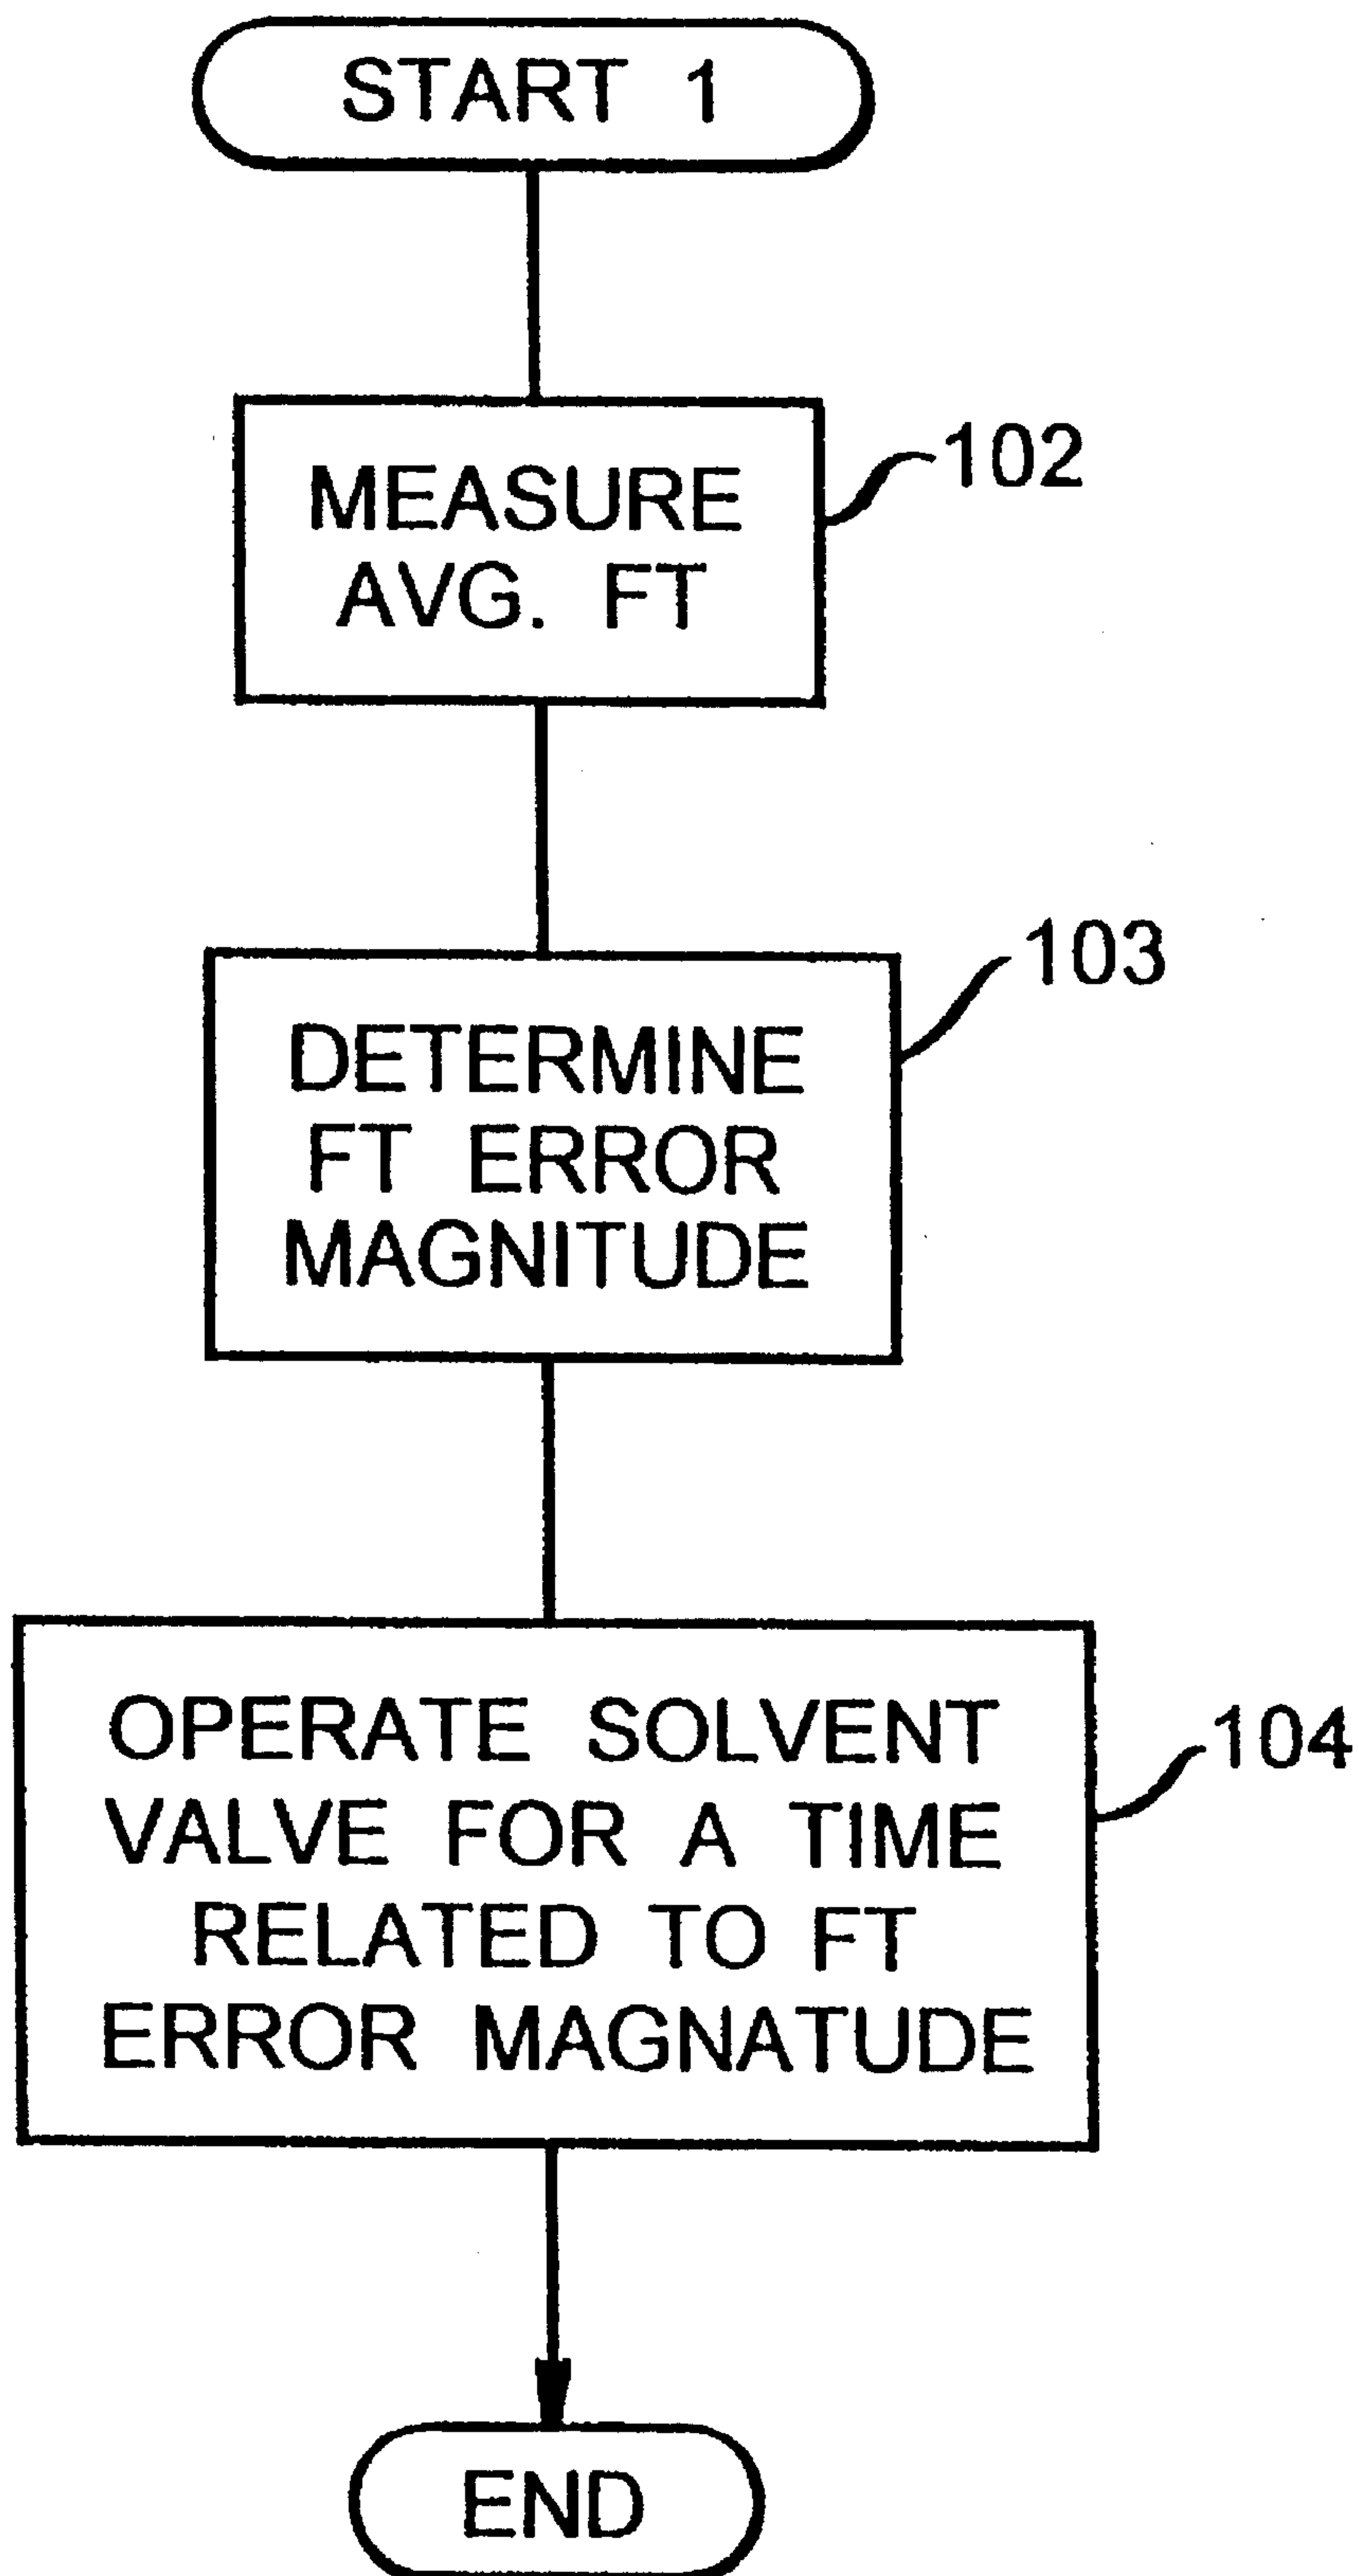 START 1
MEASURE
AVG. FT
102
DETERMINE
FT ERROR
MAGNITUDE
103
OPERATE SOLVENT
VALVE FOR A TIME
RELATED TO FT
ERROR MAGNATUDE
104
END